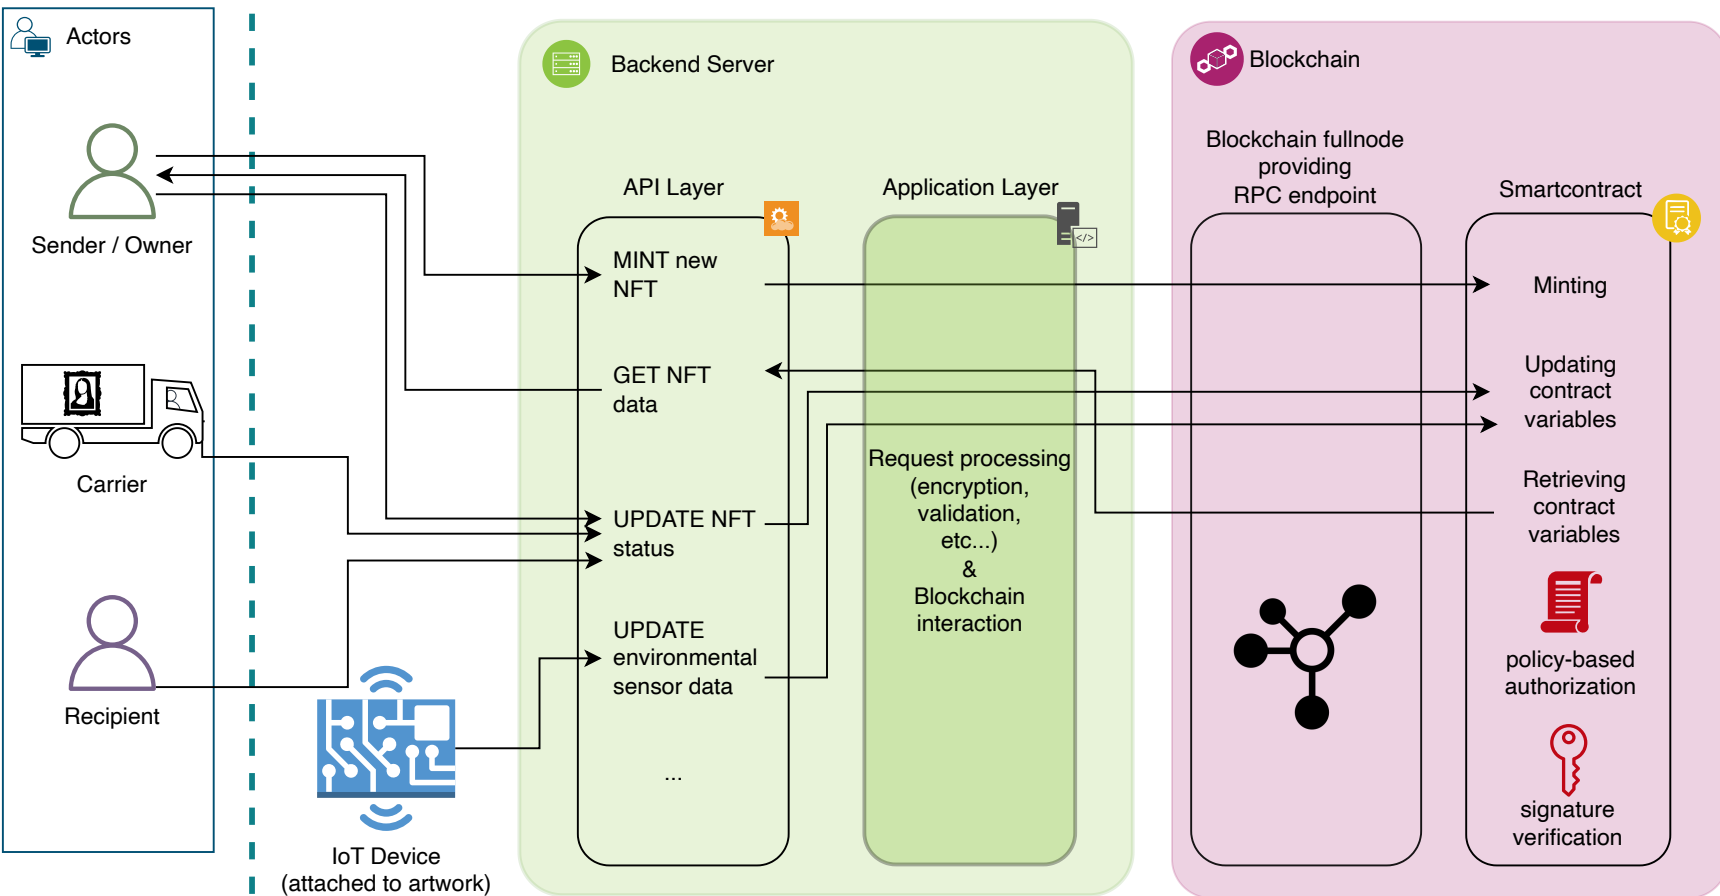 Actors
Sender / Owner
Carrier
Recipient
IoT Device
(attached to artwork)
Backend Server
API Layer
MINT new
NFT
GET NFT
data
UPDATE NFT
status
UPDATE
environmental
sensor data
...
Application Layer
</>
Request processing
(encryption,
validation,
etc...)
&
Blockchain
interaction
Blockchain
Blockchain fullnode
providing
RPC endpoint
Smartcontract
Minting
Updating
contract
variables
Retrieving
contract
variables
policy-based
authorization
signature
verification